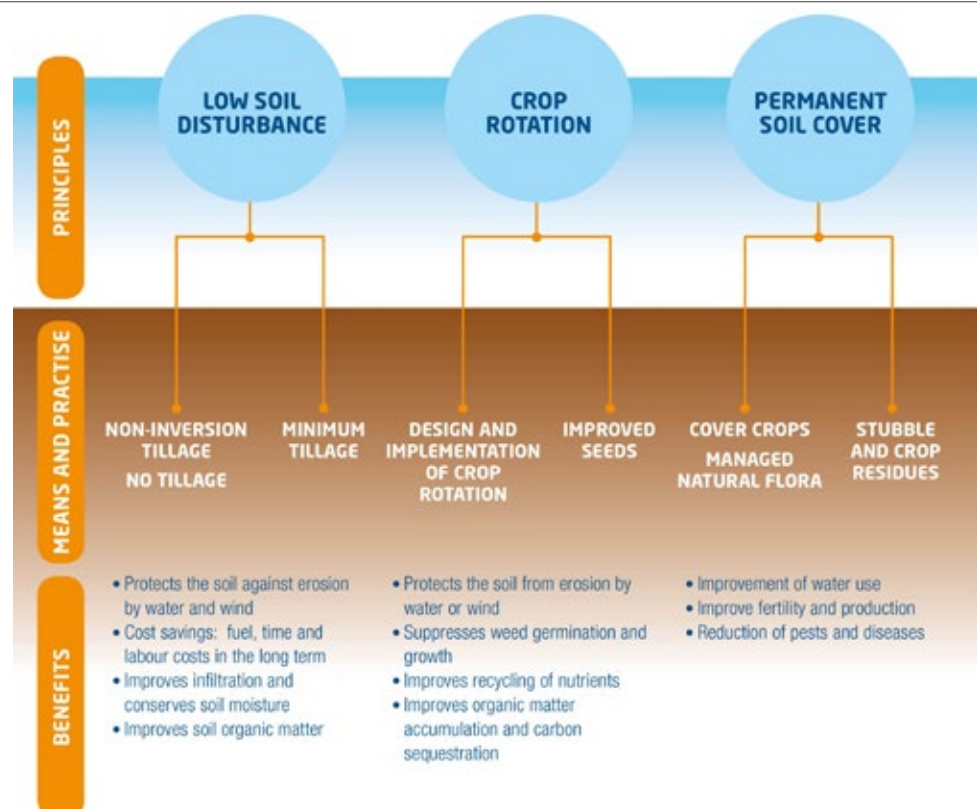 PRINCIPLES
LOW SOIL
DISTURBANCE
CROP
ROTATION
PERMANENT
SOIL COVER
MEANS AND PRACTISE
NON-INVERSION
TILLAGE
NO TILLAGE
MINIMUM
TILLAGE
DESIGN AND
IMPLEMENTATION
OF CROP
ROTATION
IMPROVED
SEEDS
COVER CROPS
MANAGED
NATURAL FLORA
STUBBLE
AND CROP
RESIDUES
BENEFITS
• Protects the soil against erosion
by water and wind
• Cost savings: fuel, time and
labour costs in the long term
• Improves infiltration and
conserves soil moisture
• Improves soil organic matter
• Protects the soil from erosion by
water or wind
• Suppresses weed germination and
growth
• Improves recycling of nutrients
• Improves organic matter
accumulation and carbon
sequestration
• Improvement of water use
• Improve fertility and production
• Reduction of pests and diseases